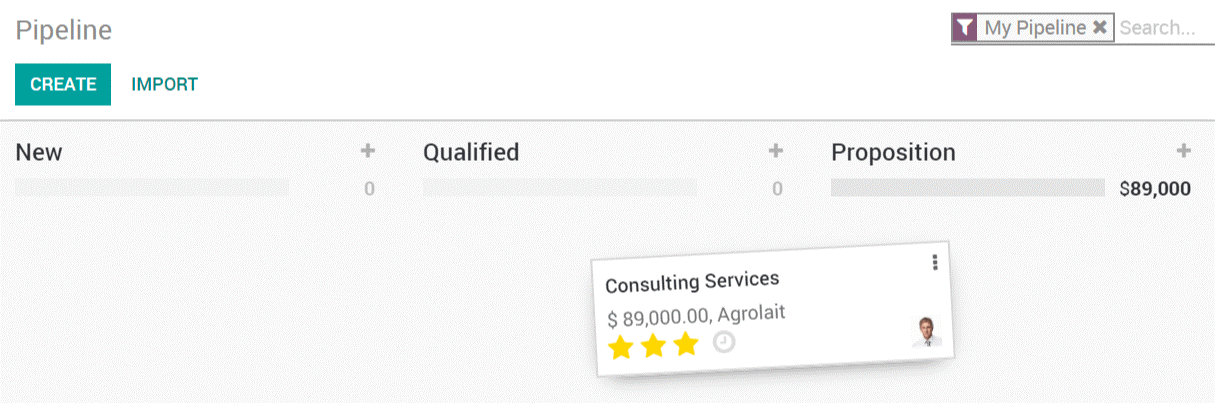 Pipeline
My Pipeline ✖ Search...
CREATE IMPORT
New + Qualified + Proposition +
0 0 $89,000
Consulting Services
$ 89,000.00, Agrolait